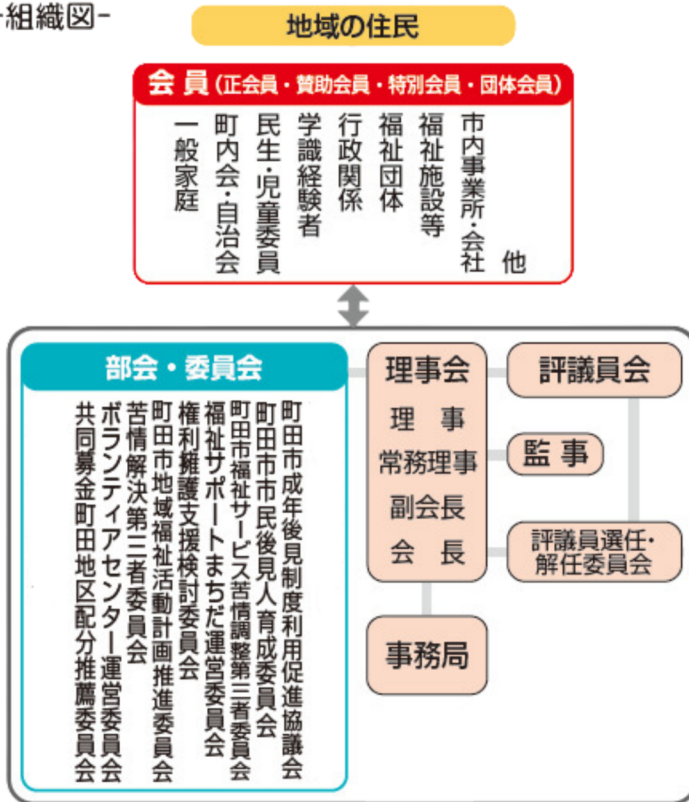 -組織図-
地域の住民
会員(正会員・賛助会員・特別会員・団体会員)
一般家庭
町内会・自治会
民生・児童委員
学識経験者
行政関係
福祉団体
福祉施設等
市内事業所・会社
他
部会・委員会
町田市成年後見制度利用促進協議会
町田市市民後見人育成委員会
町田市福祉サービス苦情調整第三者委員会
福祉サポートまちだ運営委員会
権利擁護支援検討委員会
町田市地域福祉活動計画推進委員会
苦情解決第三者委員会
ボランティアセンター運営委員会
共同募金町田地区配分推薦委員会
理事会
理事
常務理事
副会長
会長
評議員会
監事
評議員選任・
解任委員会
事務局